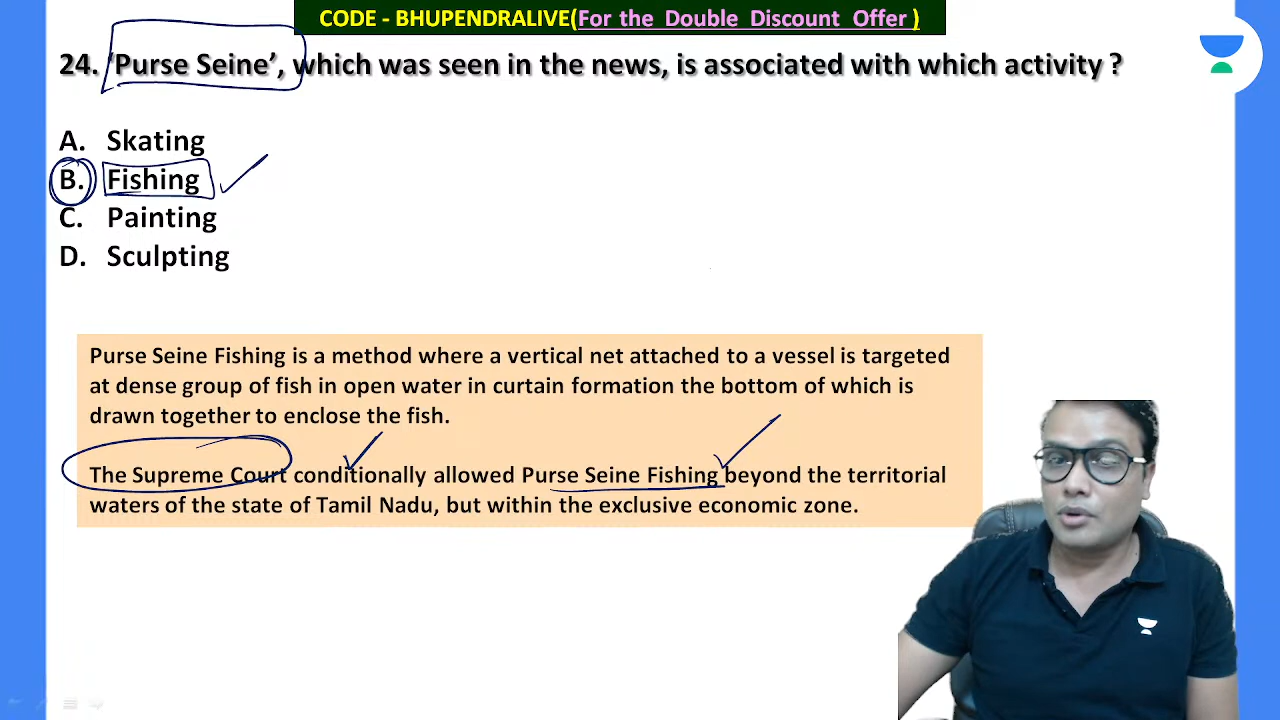 CODE - BHUPENDRALIVE(For the Double Discount Offer )
24. ‘Purse Seine’, which was seen in the news, is associated with which activity ?
A. Skating
B. Fishing
C. Painting
D. Sculpting
Purse Seine Fishing is a method where a vertical net attached to a vessel is targeted
at dense group of fish in open water in curtain formation the bottom of which is
drawn together to enclose the fish.
The Supreme Court conditionally allowed Purse Seine Fishing beyond the territorial
waters of the state of Tamil Nadu, but within the exclusive economic zone.